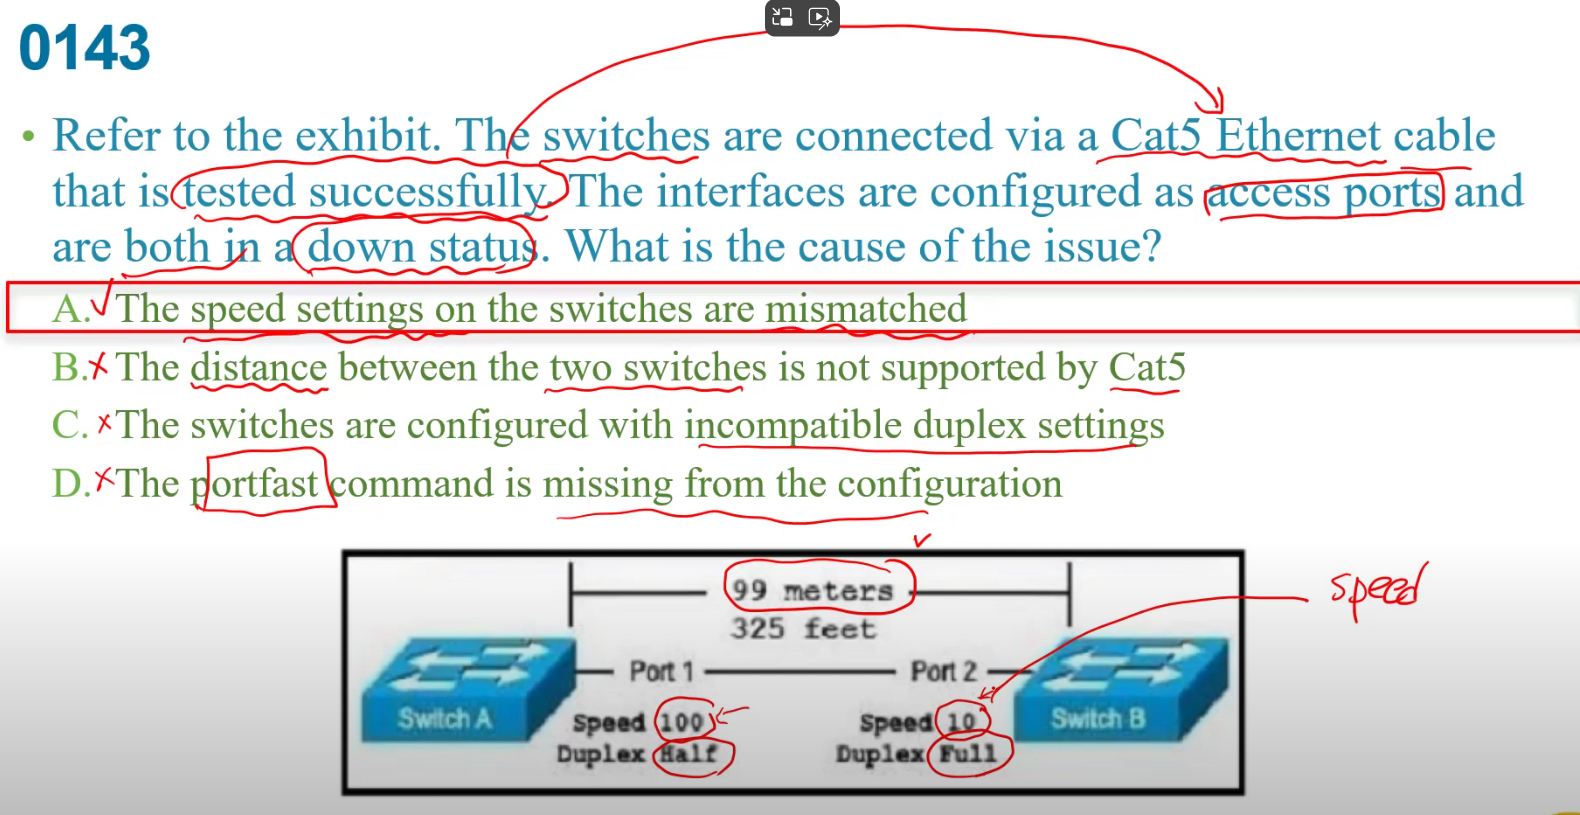 0143
• Refer to the exhibit. The switches are connected via a Cat5 Ethernet cable
that is tested successfully. The interfaces are configured as access ports and
are both in a down status. What is the cause of the issue?
A. The speed settings on the switches are mismatched
B. The distance between the two switches is not supported by Cat5
C. The switches are configured with incompatible duplex settings
D. The portfast command is missing from the configuration
99 meters
speed
325 feet
Port 1 Port 2
Switch A Speed 100 Speed 10 Switch B
Duplex Half Duplex Full